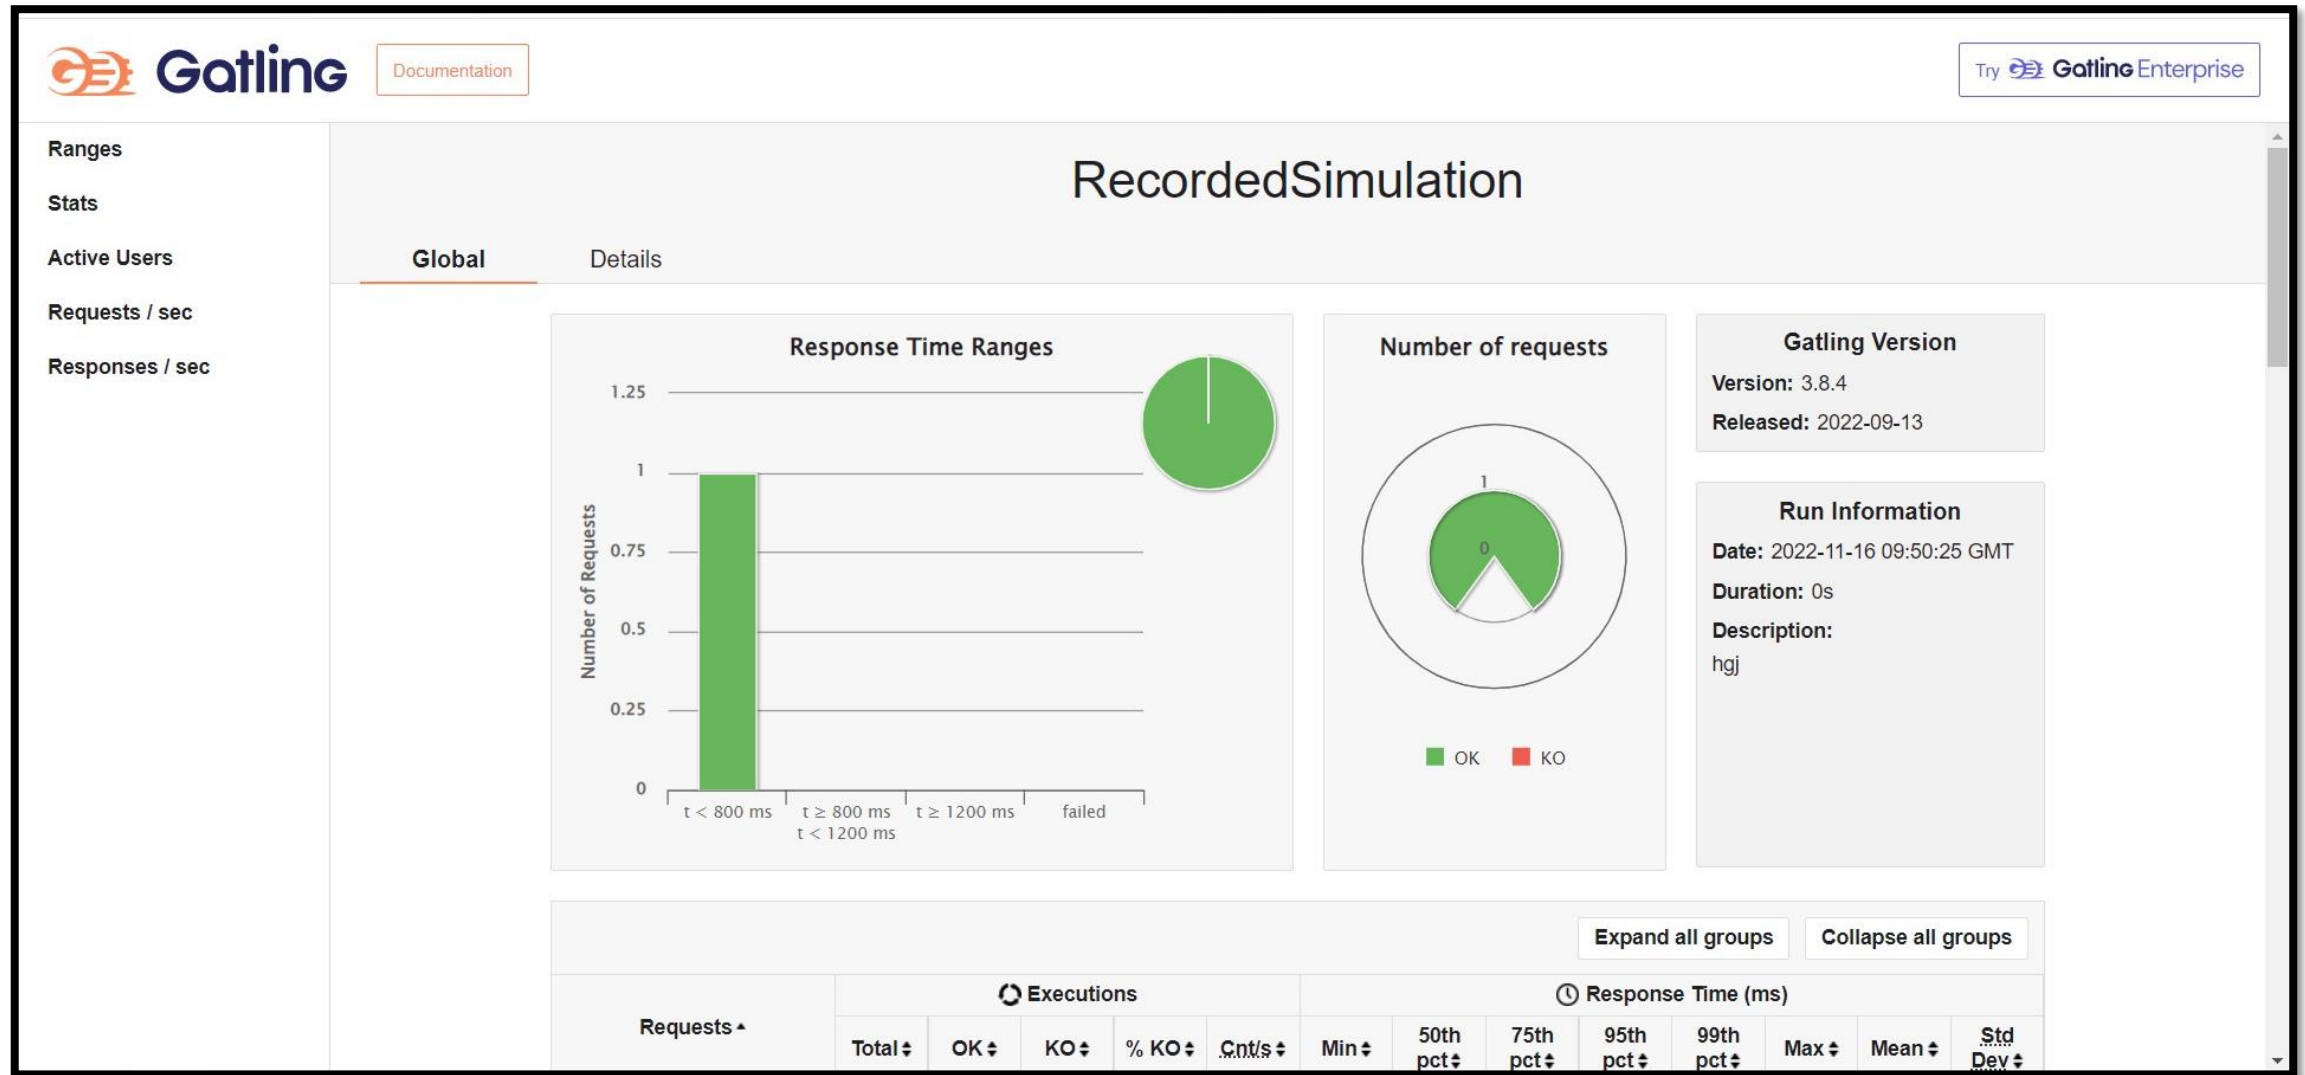 Gatling
Documentation
Try Gatling Enterprise
Ranges
Stats
Active Users
Requests / sec
Responses / sec
RecordedSimulation
Global
Details
Response Time Ranges
1.25
1
0.75
0.5
0.25
0
Number of Requests
t < 800 ms
t ≥ 800 ms
t < 1200 ms
t ≥ 1200 ms
failed
Number of requests
1
0
OK
KO
Gatling Version
Version: 3.8.4
Released: 2022-09-13
Run Information
Date: 2022-11-16 09:50:25 GMT
Duration: 0s
Description:
hgj
Expand all groups
Collapse all groups
Requests
Executions
Response Time (ms)
Total
OK
KO
% KO
Cnt/s
Min
50th
pct
75th
pct
95th
pct
99th
pct
Max
Mean
Std
Dev